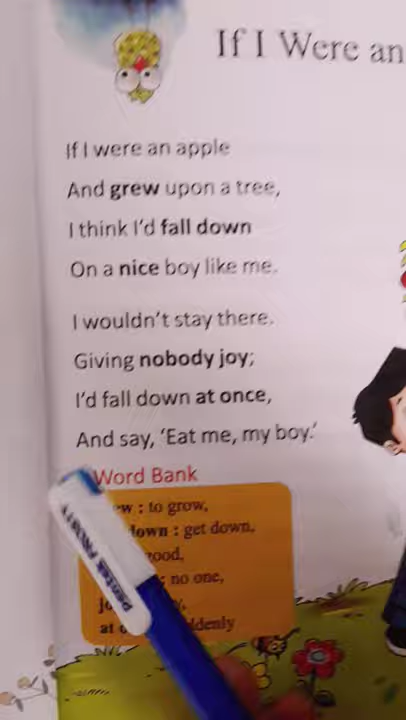 If I Were an
If I were an apple
And grew upon a tree,
I think I'd fall down
On a nice boy like me.
I wouldn't stay there.
Giving nobody joy;
I'd fall down at once,
And say, 'Eat me, my boy.'
Word Bank
: to grow,
down : get down,
good,
: no one,
at